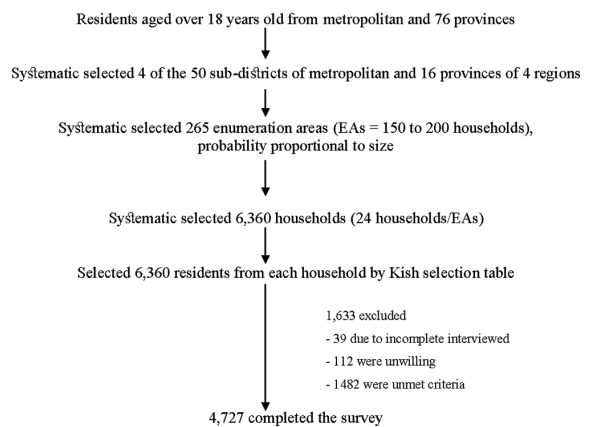 Residents aged over 18 years old from metropolitan and 76 provinces
Systematic selected 4 of the 50 sub-districts of metropolitan and 16 provinces of 4 regions
Systematic selected 265 enumeration areas (EAs = 150 to 200 households),
probability proportional to size
Systematic selected 6,360 households (24 households/EAs)
Selected 6,360 residents from each household by Kish selection table
1,633 excluded
- 39 due to incomplete interviewed
- 112 were unwilling
- 1482 were unmet criteria
4,727 completed the survey